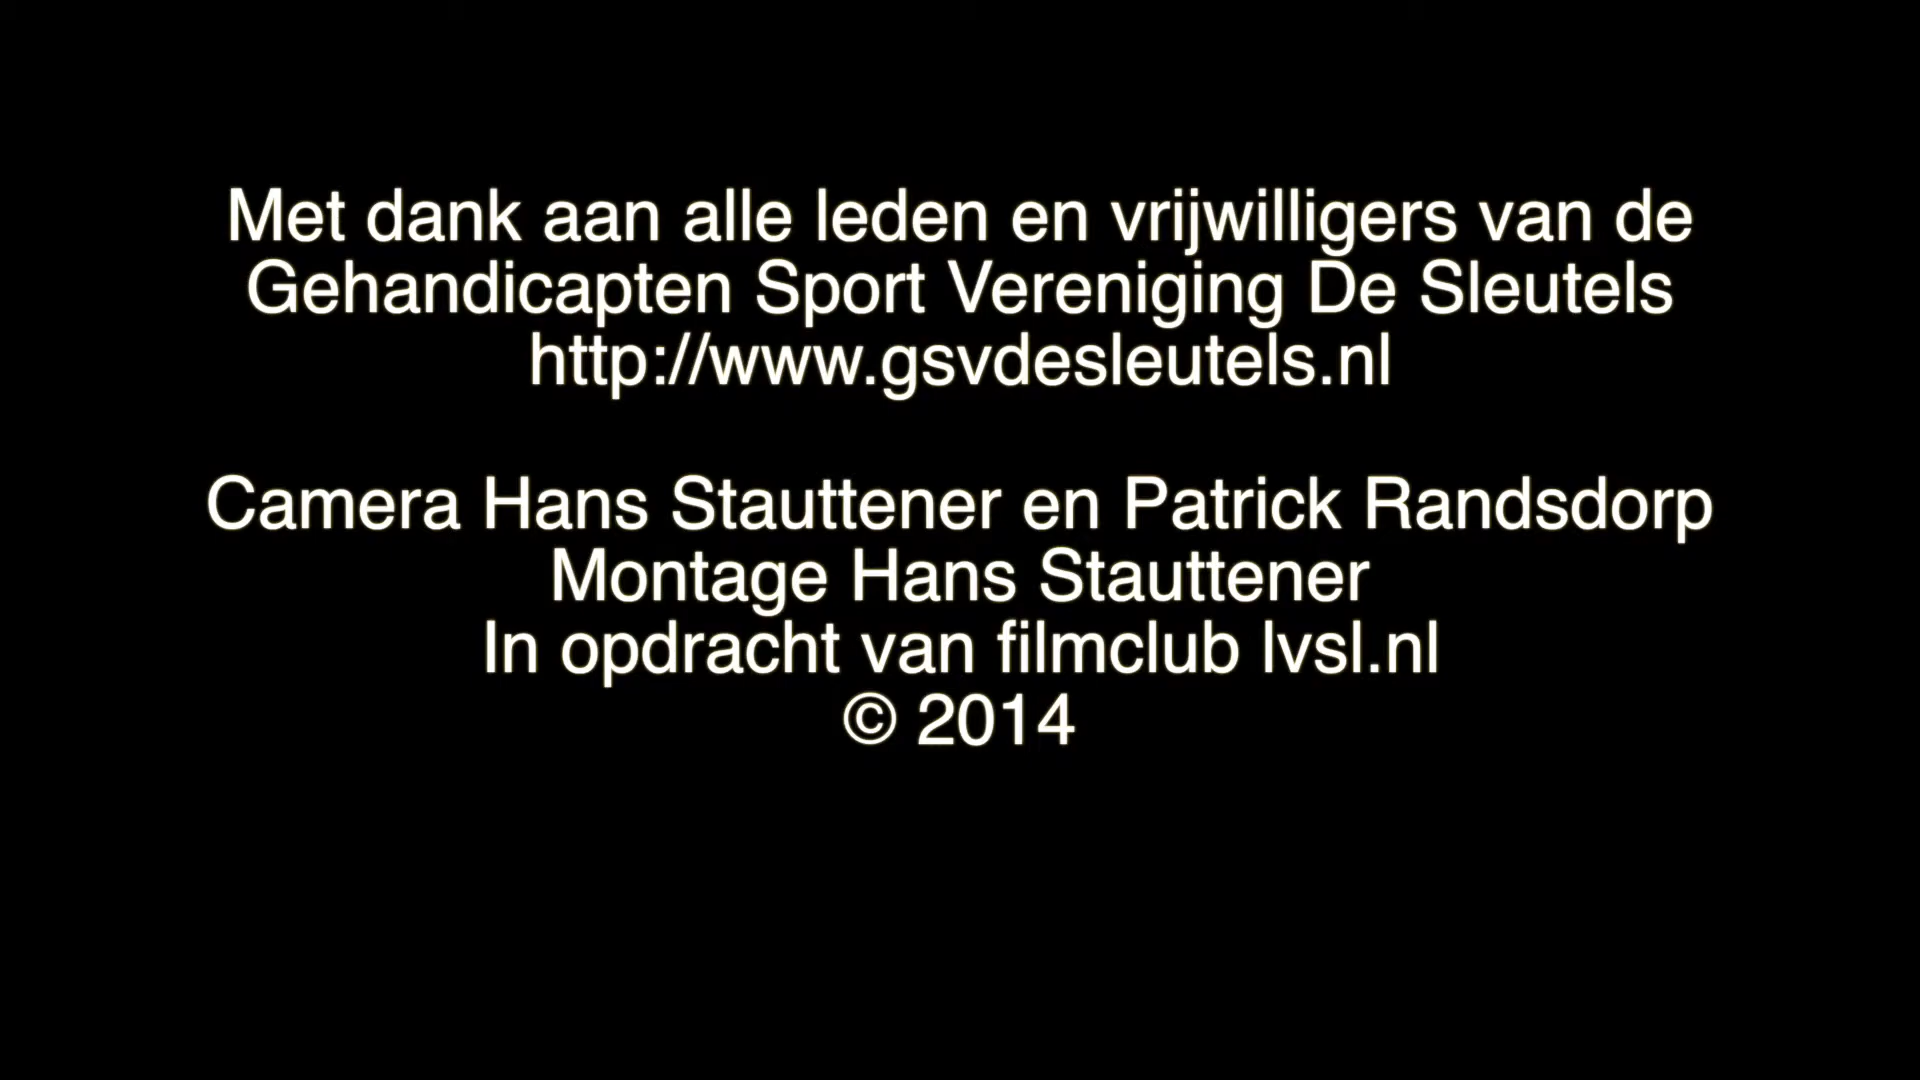 Met dank aan alle leden en vrijwilligers van de
Gehandicapten Sport Vereniging De Sleutels
http://www.gsvdesleutels.nl
Camera Hans Stauttener en Patrick Randsdorp
Montage Hans Stauttener
In opdracht van filmclub lvsl.nl
© 2014